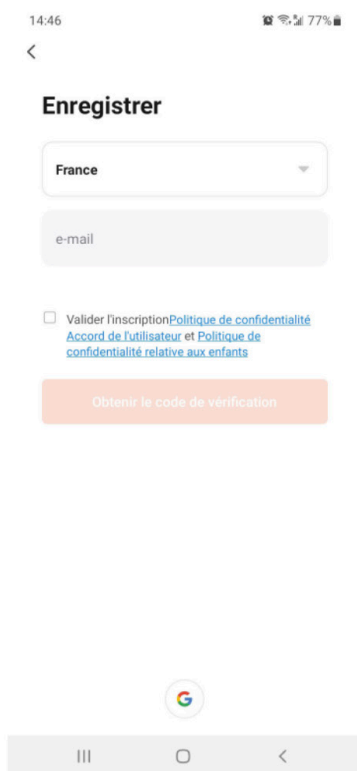 14:46
77%
Enregistrer
France
e-mail
Valider l'inscriptionPolitique de confidentialité
Accord de l'utilisateur et Politique de
confidentialité relative aux enfants
Obtenir le code de vérification
G